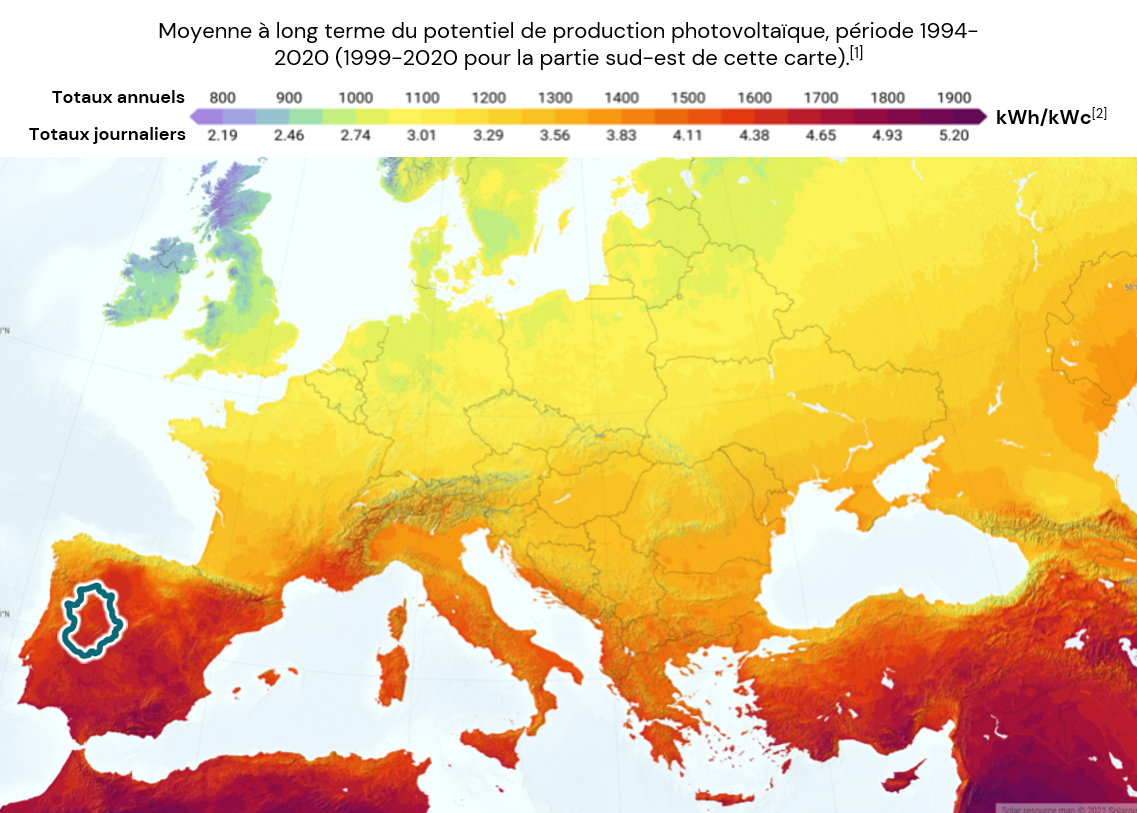 Moyenne à long terme du potentiel de production photovoltaïque, période 1994-
2020 (1999-2020 pour la partie sud-est de cette carte).[1]
Totaux annuels 800 900 1000 1100 1200 1300 1400 1500 1600 1700 1800 1900
kWh/kWc[2]
Totaux journaliers 2.19 2.46 2.74 3.01 3.29 3.56 3.83 4.11 4.38 4.65 4.93 5.20
Solar resource map © 2021